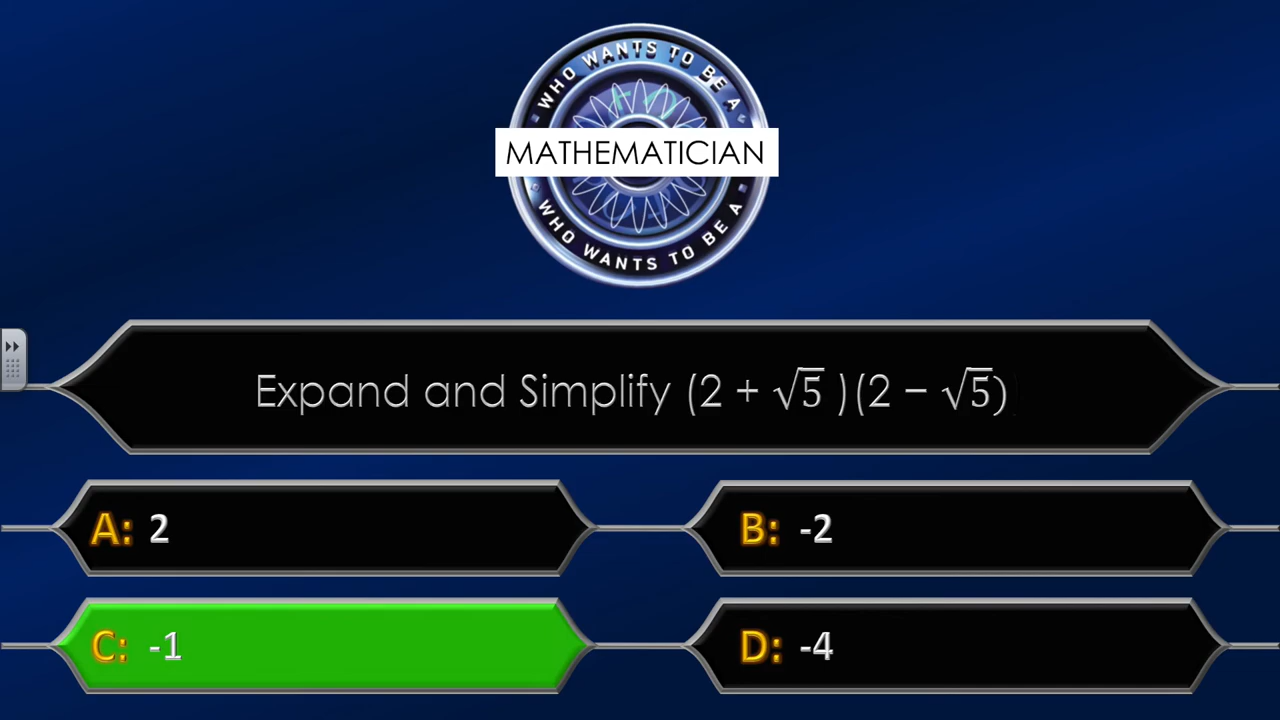 WHO WANTS TO BE A
MATHEMATICIAN
WHO WANTS TO BE A
Expand and Simplify (2 + √5 )(2 − √5)
A: 2
B: -2
C: -1
D: -4